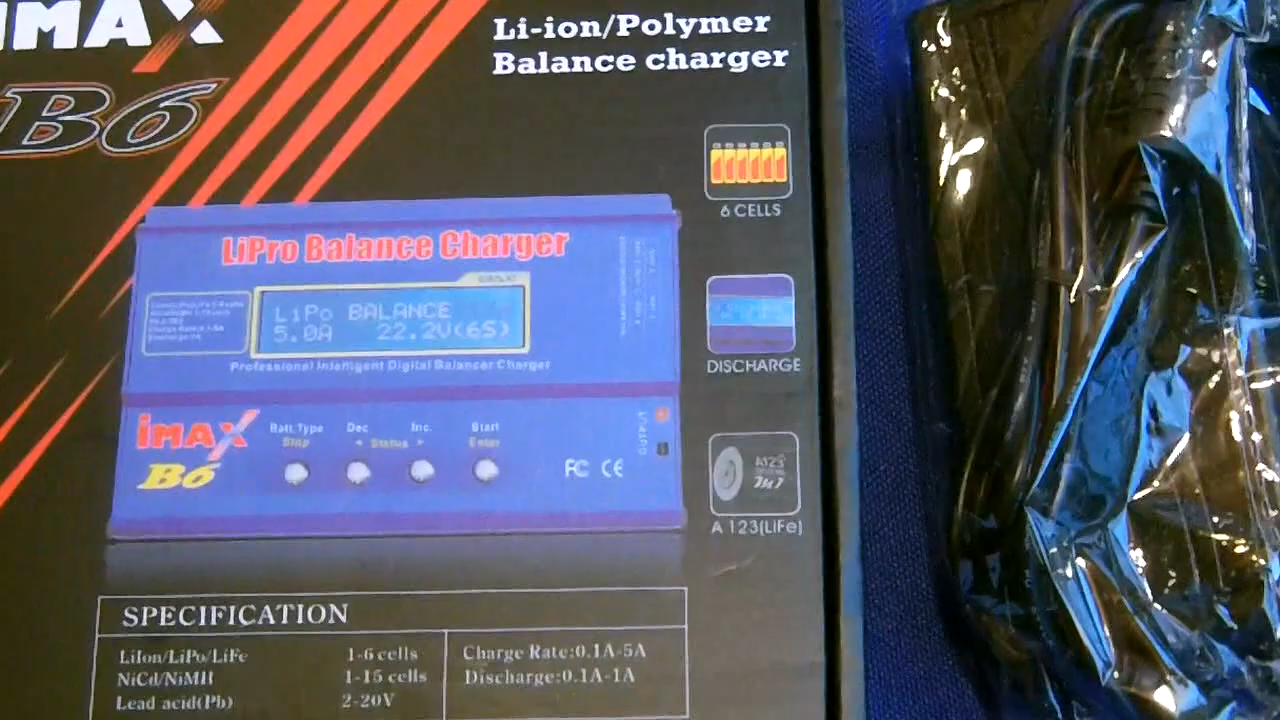 iMAX
B6
Li-ion/Polymer
Balance charger
6 CELLS
LiPro Balance Charger
LiPo BALANCE
5.0A 22.2V(6S)
Professional Intelligent Digital Balancer Charger
DISCHARGE
iMAX
B6
Batt.Type Dec. Inc. Start
Stop ◄ Status ► Enter
OUTPUT
FC CE
A123
A 123(LiFe)
SPECIFICATION
LiIon/LiPo/LiFe 1-6 cells
NiCd/NiMH 1-15 cells
Lead acid(Pb) 2-20V
Charge Rate:0.1A-5A
Discharge:0.1A-1A